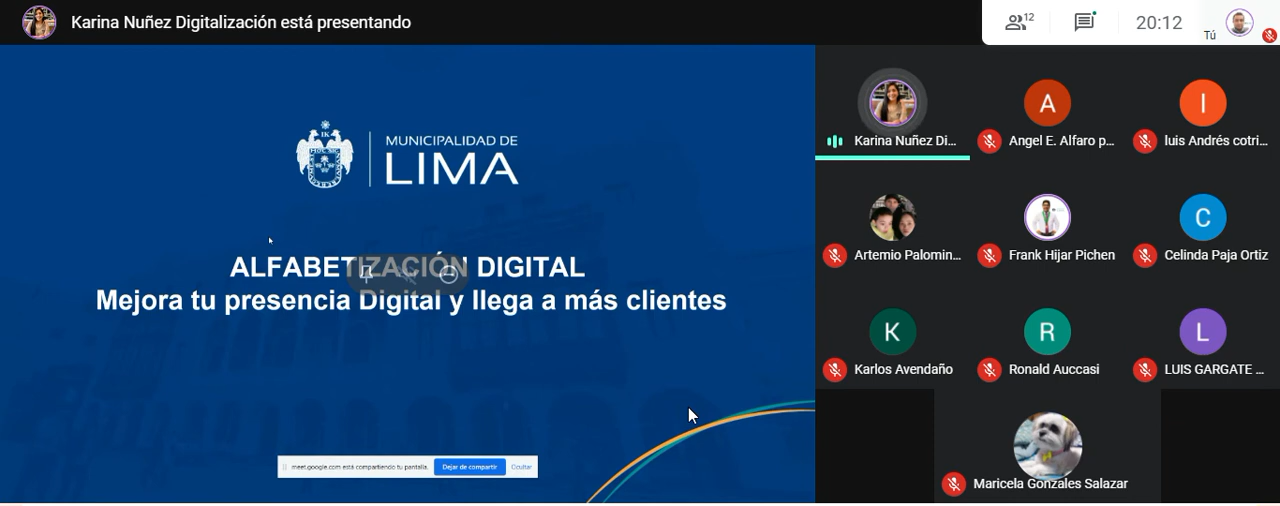 Karina Nuñez Digitalización está presentando
12
20:12
Tú
MUNICIPALIDAD DE
LIMA
ALFABETIZACIÓN DIGITAL
Mejora tu presencia Digital y llega a más clientes
meet.google.com está compartiendo tu pantalla.
Dejar de compartir
Ocultar
Karina Nuñez Di...
A
Angel E. Alfaro p...
l
luis Andrés cotri...
Artemio Palomin...
Frank Hijar Pichen
C
Celinda Paja Ortiz
K
Karlos Avendaño
R
Ronald Auccasi
L
LUIS GARGATE ...
Maricela Gonzales Salazar